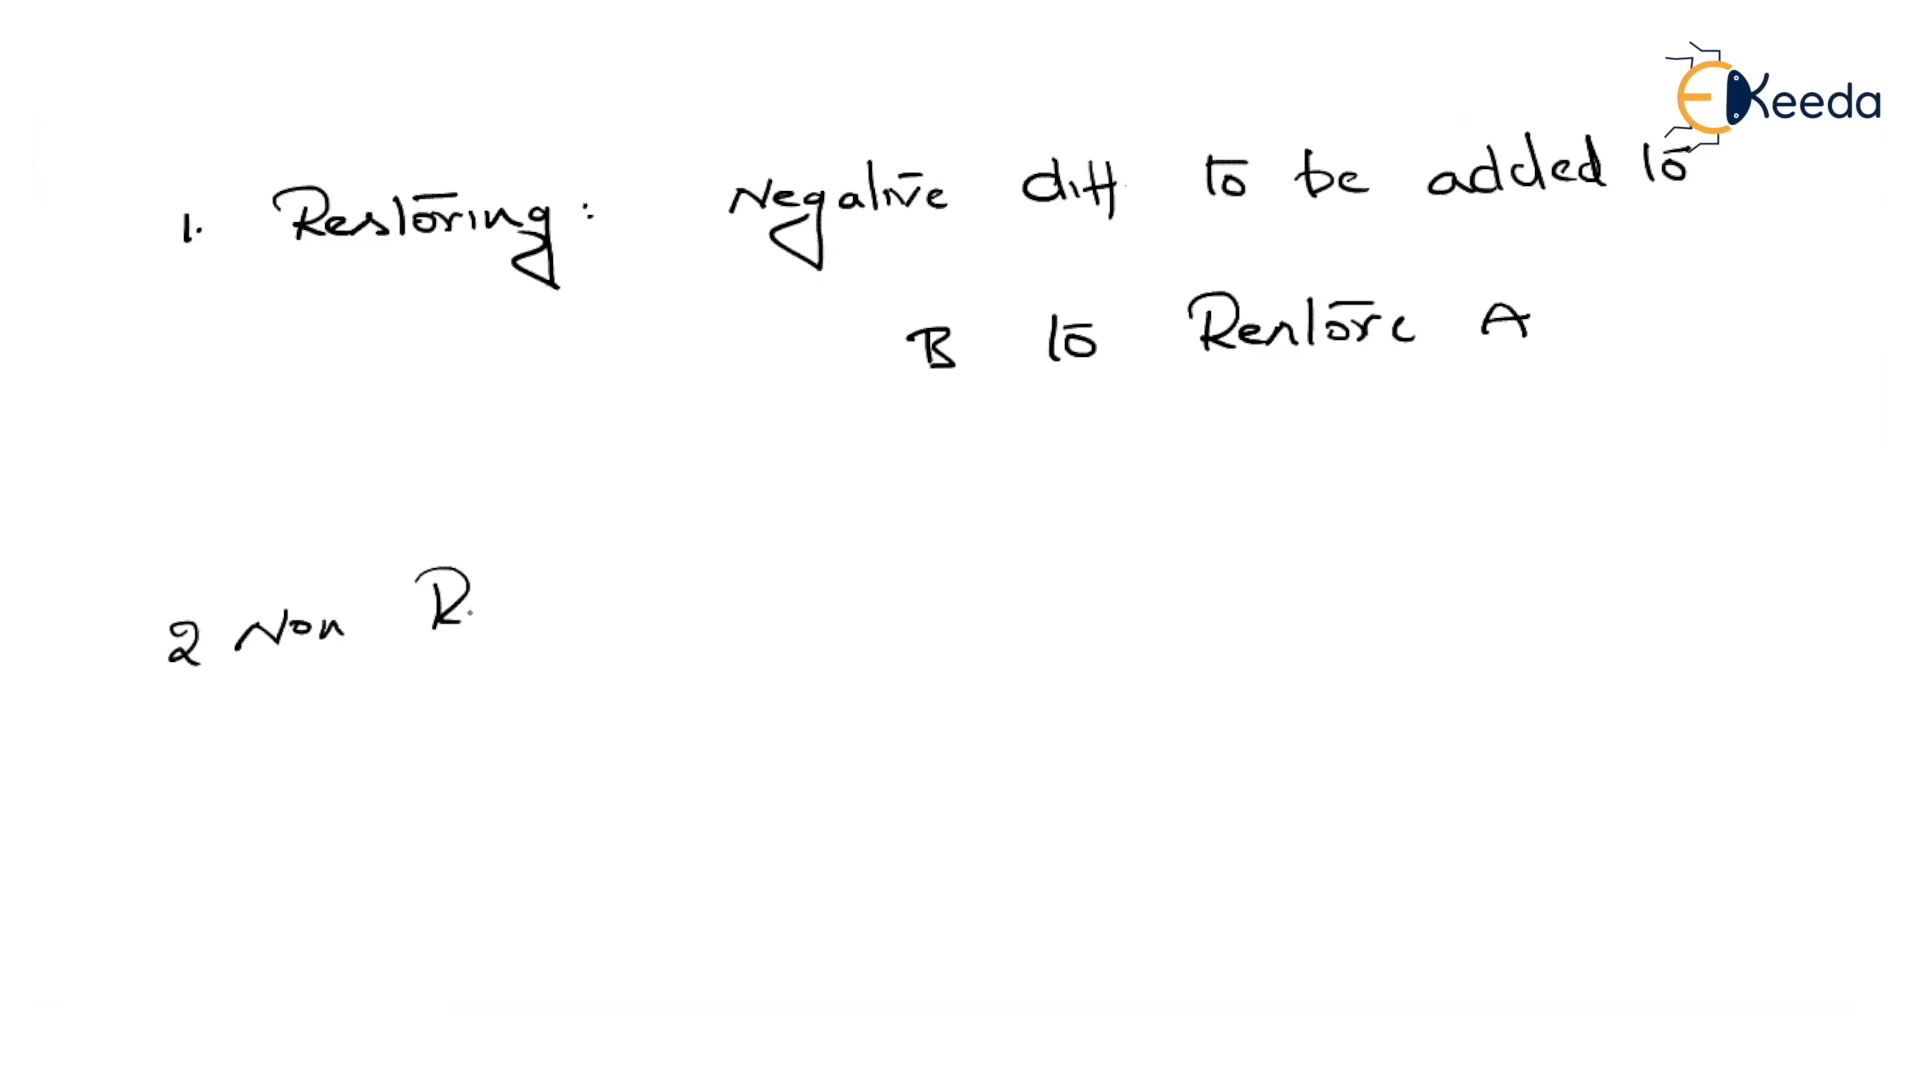 EKeeda
1. Restoring: Negative diff to be added to
B to Restore A
2 Non R